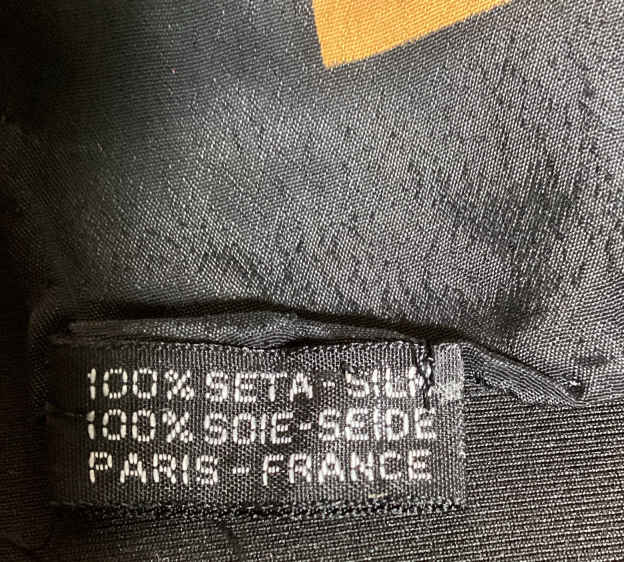 100% SETA - SILK
100% SOIE - SEIDE
PARIS - FRANCE